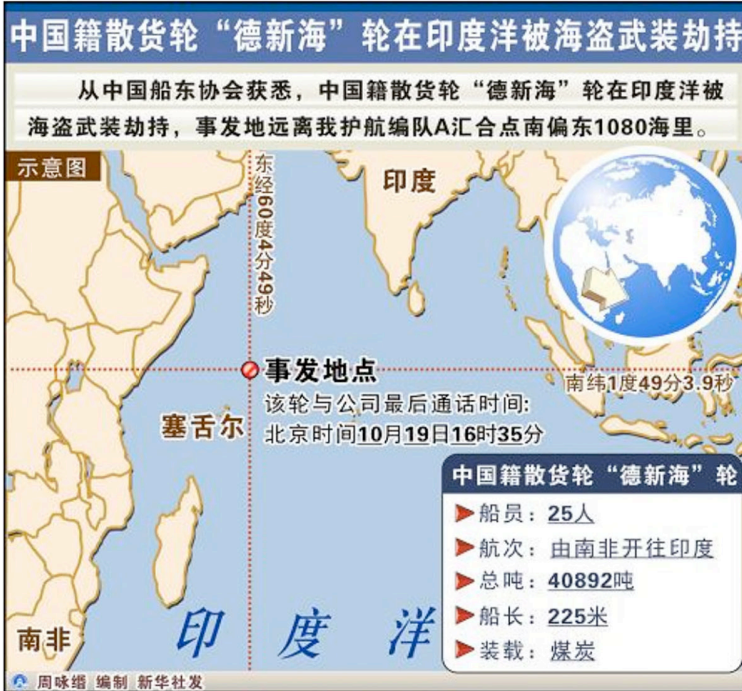 中国籍散货轮“德新海”轮在印度洋被海盗武装劫持
从中国船东协会获悉，中国籍散货轮“德新海”轮在印度洋被
海盗武装劫持，事发地远离我护航编队A汇合点南偏东1080海里。
示意图
东经60度4分49秒
印度
事发地点
南纬1度49分3.9秒
该轮与公司最后通话时间:
塞舌尔
北京时间10月19日16时35分
中国籍散货轮“德新海”轮
船员：25人
航次：由南非开往印度
总吨：40892吨
船长：225米
装载：煤炭
印度洋
南非
周咏缗 编制 新华社发